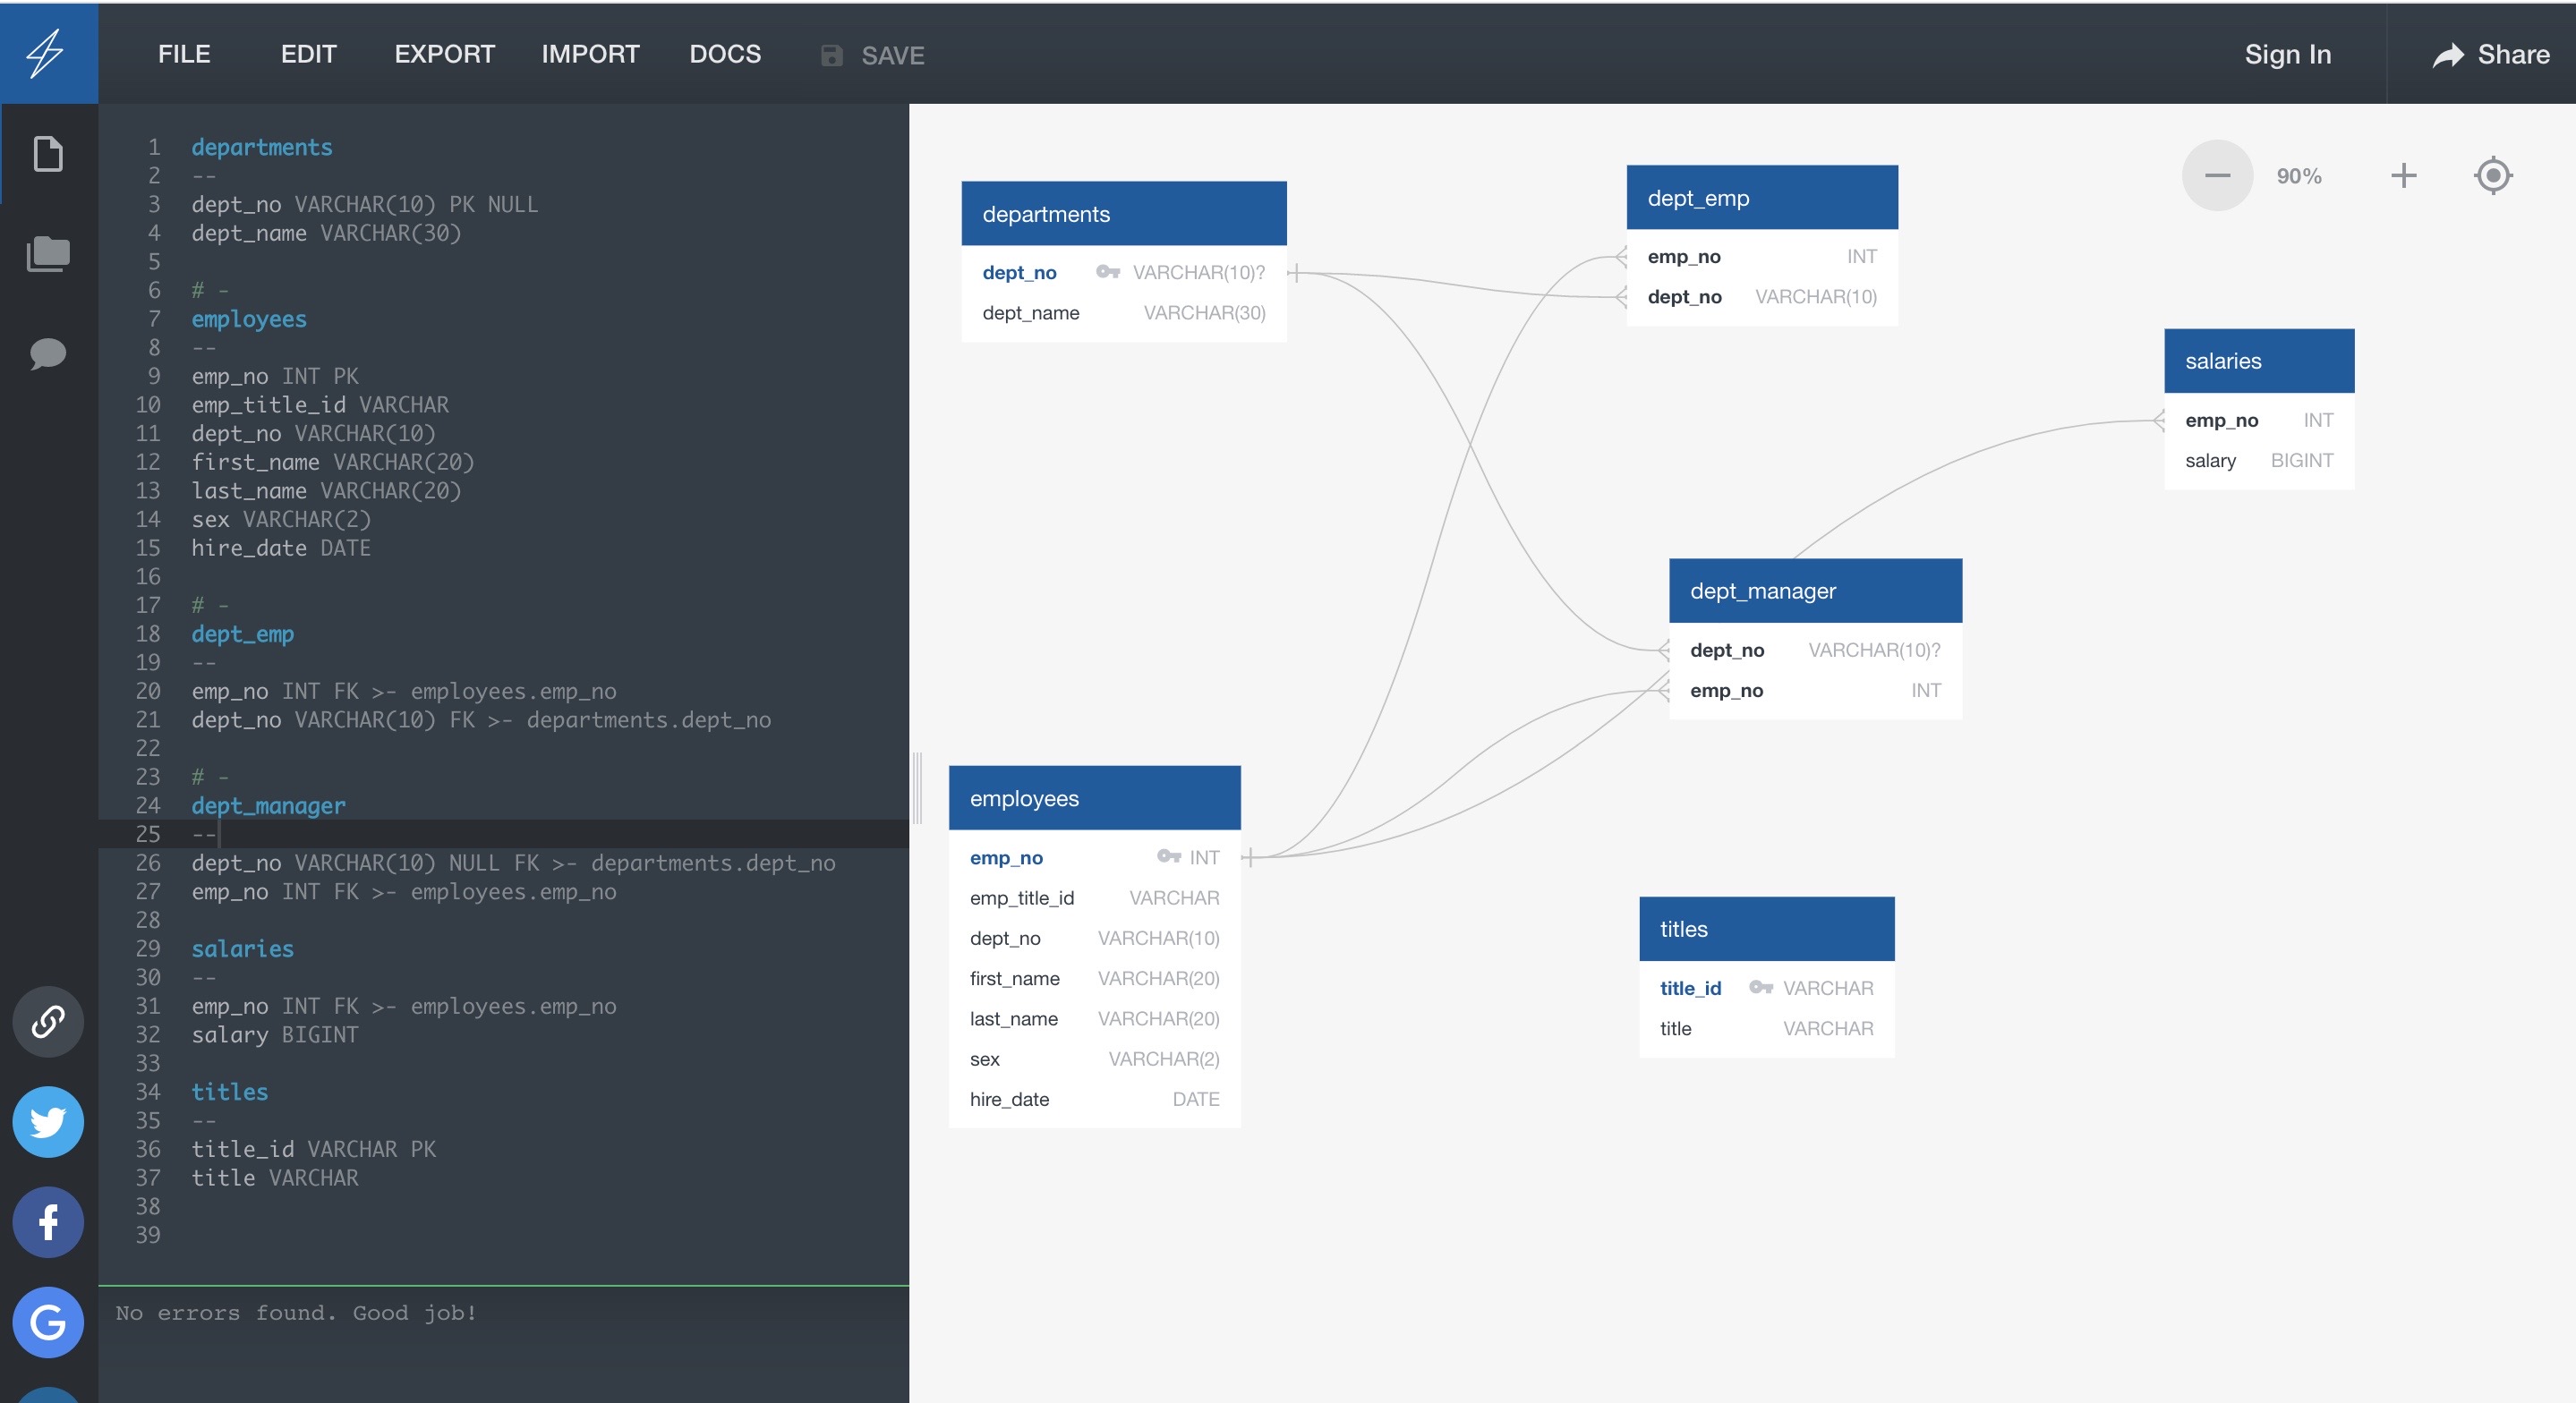 FILE EDIT EXPORT IMPORT DOCS SAVE Sign In Share
1 departments
2 --
3 dept_no VARCHAR(10) PK NULL
4 dept_name VARCHAR(30)
5
6 # -
7 employees
8 --
9 emp_no INT PK
10 emp_title_id VARCHAR
11 dept_no VARCHAR(10)
12 first_name VARCHAR(20)
13 last_name VARCHAR(20)
14 sex VARCHAR(2)
15 hire_date DATE
16
17 # -
18 dept_emp
19 --
20 emp_no INT FK >- employees.emp_no
21 dept_no VARCHAR(10) FK >- departments.dept_no
22
23 # -
24 dept_manager
25 --
26 dept_no VARCHAR(10) NULL FK >- departments.dept_no
27 emp_no INT FK >- employees.emp_no
28
29 salaries
30 --
31 emp_no INT FK >- employees.emp_no
32 salary BIGINT
33
34 titles
35 --
36 title_id VARCHAR PK
37 title VARCHAR
38
39
No errors found. Good job!
90%
departments
dept_no VARCHAR(10)?
dept_name VARCHAR(30)
dept_emp
emp_no INT
dept_no VARCHAR(10)
salaries
emp_no INT
salary BIGINT
dept_manager
dept_no VARCHAR(10)?
emp_no INT
employees
emp_no INT
emp_title_id VARCHAR
dept_no VARCHAR(10)
first_name VARCHAR(20)
last_name VARCHAR(20)
sex VARCHAR(2)
hire_date DATE
titles
title_id VARCHAR
title VARCHAR